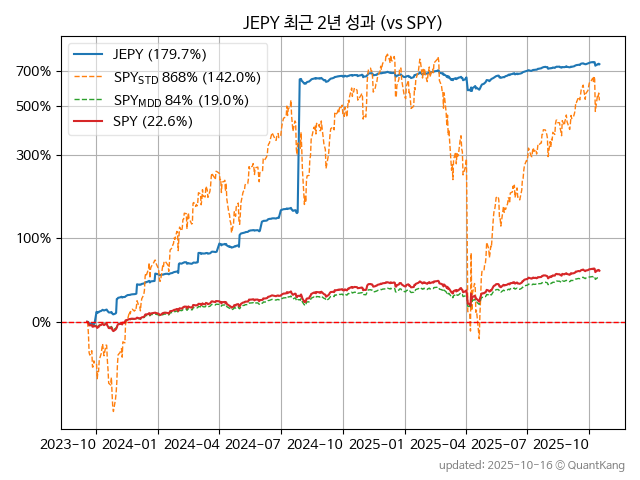 JEPY 최근 2년 성과 (vs SPY)
JEPY (179.7%)
SPY_STD 868% (142.0%)
SPY_MDD 84% (19.0%)
SPY (22.6%)
700%
500%
300%
100%
0%
2023-10 2024-01 2024-04 2024-07 2024-10 2025-01 2025-04 2025-07 2025-10
updated: 2025-10-16 © QuantKang